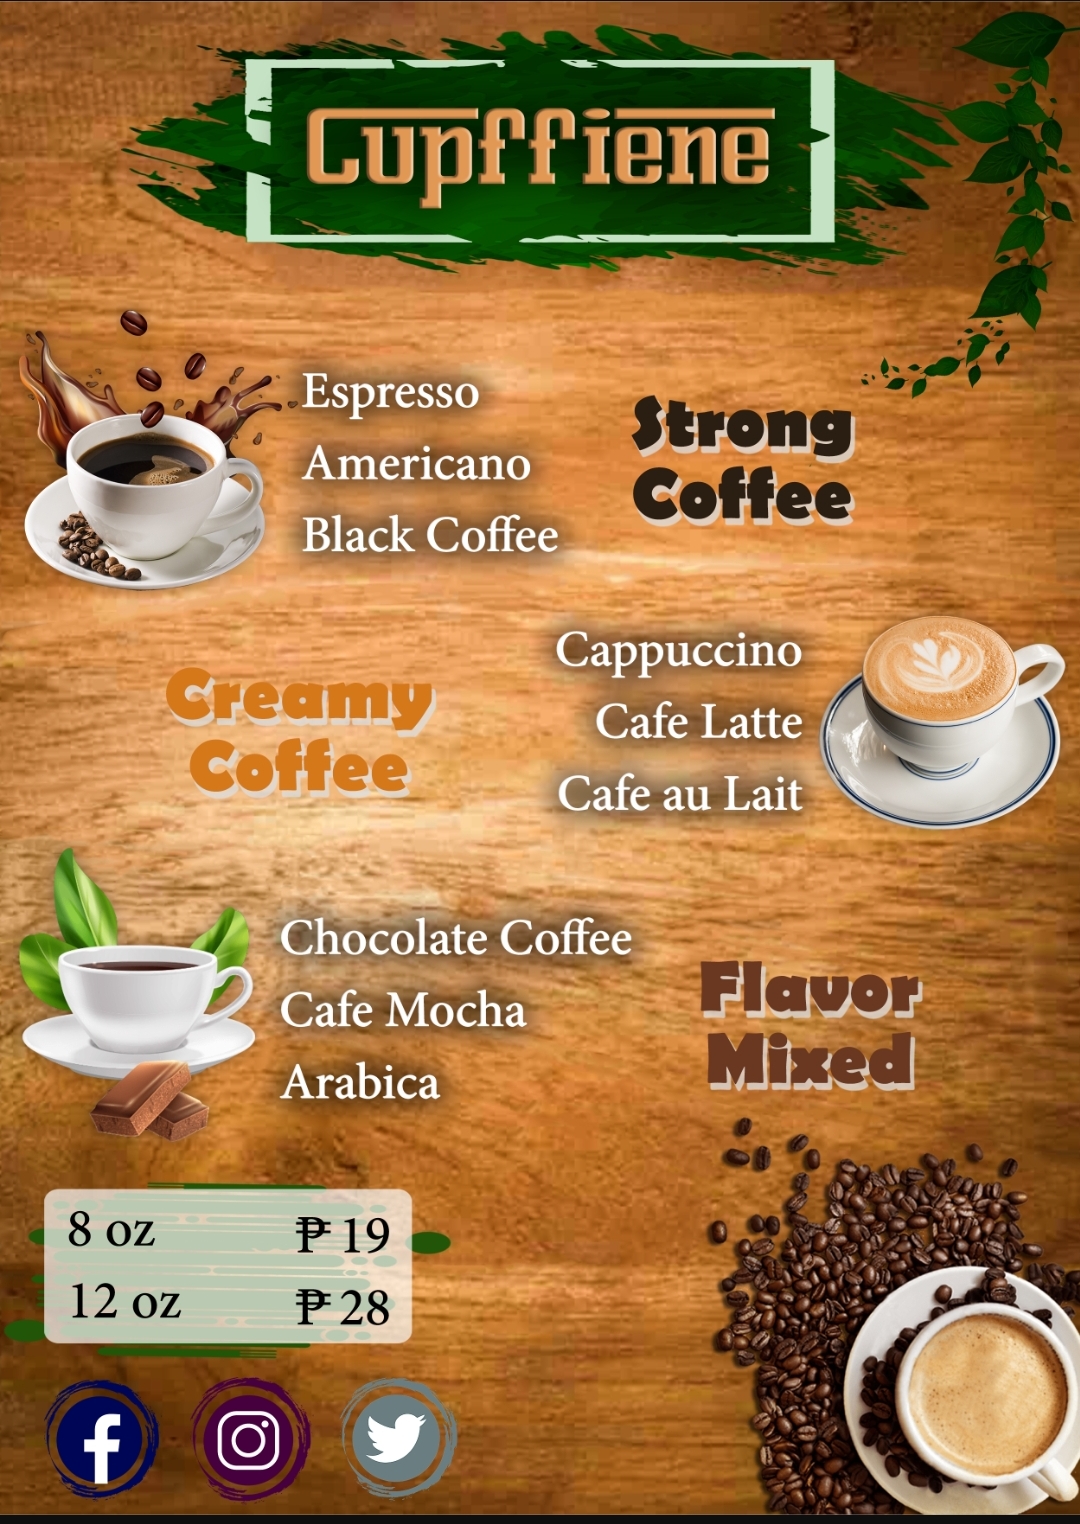 Cupffiene
Espresso
Americano
Black Coffee
Strong
Coffee
Cappuccino
Cafe Latte
Cafe au Lait
Creamy
Coffee
Chocolate Coffee
Cafe Mocha
Arabica
Flavor
Mixed
8 oz ₱ 19
12 oz ₱ 28